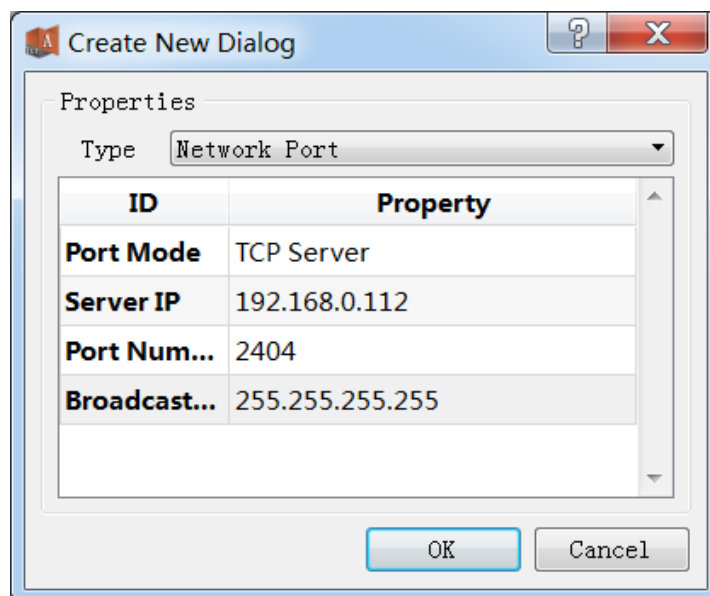 Create New Dialog
Properties
Type Network Port
ID Property
Port Mode TCP Server
Server IP 192.168.0.112
Port Num... 2404
Broadcast... 255.255.255.255
OK Cancel